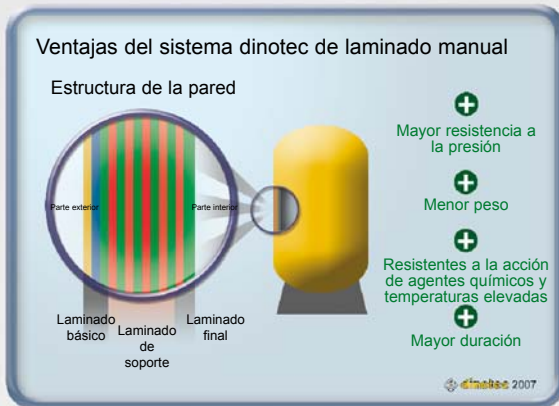 Ventajas del sistema dinotec de laminado manual
Estructura de la pared
Parte exterior
Parte interior
Laminado
básico
Laminado
de
soporte
Laminado
final
Mayor resistencia a
la presión
Menor peso
Resistentes a la acción
de agentes químicos y
temperaturas elevadas
Mayor duración
dinotec 2007